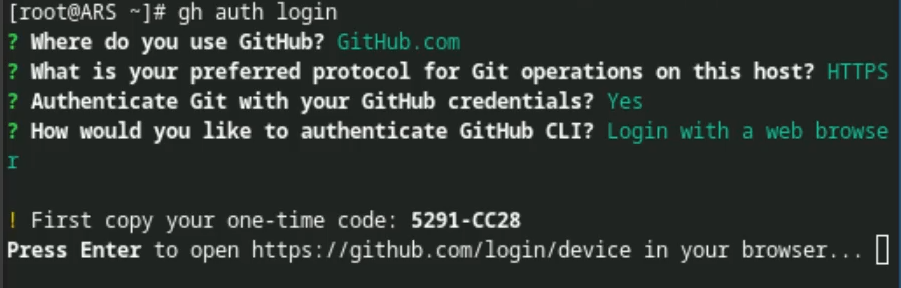 [root@ARS ~]# gh auth login
? Where do you use GitHub? GitHub.com
? What is your preferred protocol for Git operations on this host? HTTPS
? Authenticate Git with your GitHub credentials? Yes
? How would you like to authenticate GitHub CLI? Login with a web browse
r
! First copy your one-time code: 5291-CC28
Press Enter to open https://github.com/login/device in your browser...